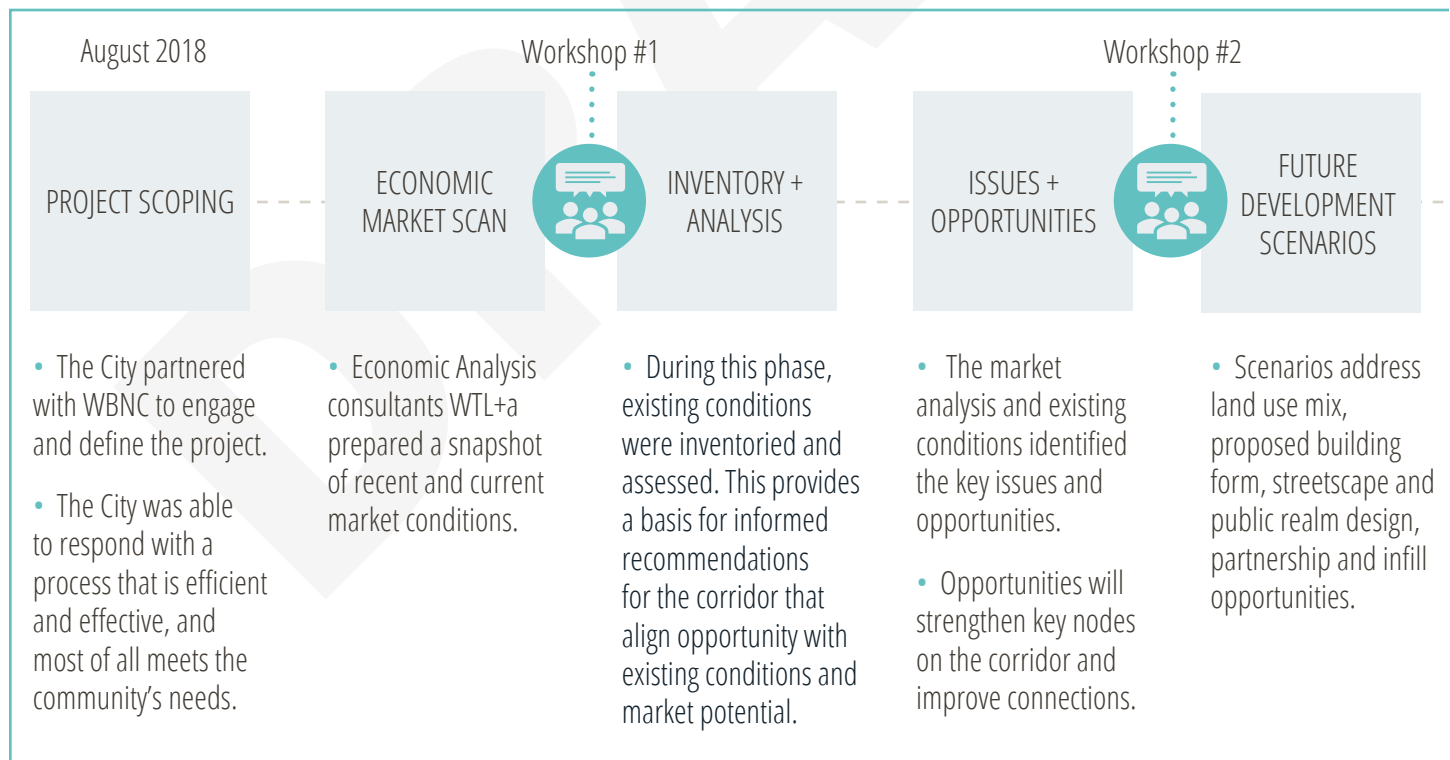 August 2018
Workshop #1
Workshop #2
PROJECT SCOPING
ECONOMIC
MARKET SCAN
INVENTORY +
ANALYSIS
ISSUES +
OPPORTUNITIES
FUTURE
DEVELOPMENT
SCENARIOS
• The City partnered
with WBNC to engage
and define the project.
• The City was able
to respond with a
process that is efficient
and effective, and
most of all meets the
community’s needs.
• Economic Analysis
consultants WTL+a
prepared a snapshot
of recent and current
market conditions.
• During this phase,
existing conditions
were inventoried and
assessed. This provides
a basis for informed
recommendations
for the corridor that
align opportunity with
existing conditions and
market potential.
• The market
analysis and existing
conditions identified
the key issues and
opportunities.
• Opportunities will
strengthen key nodes
on the corridor and
improve connections.
• Scenarios address
land use mix,
proposed building
form, streetscape and
public realm design,
partnership and infill
opportunities.